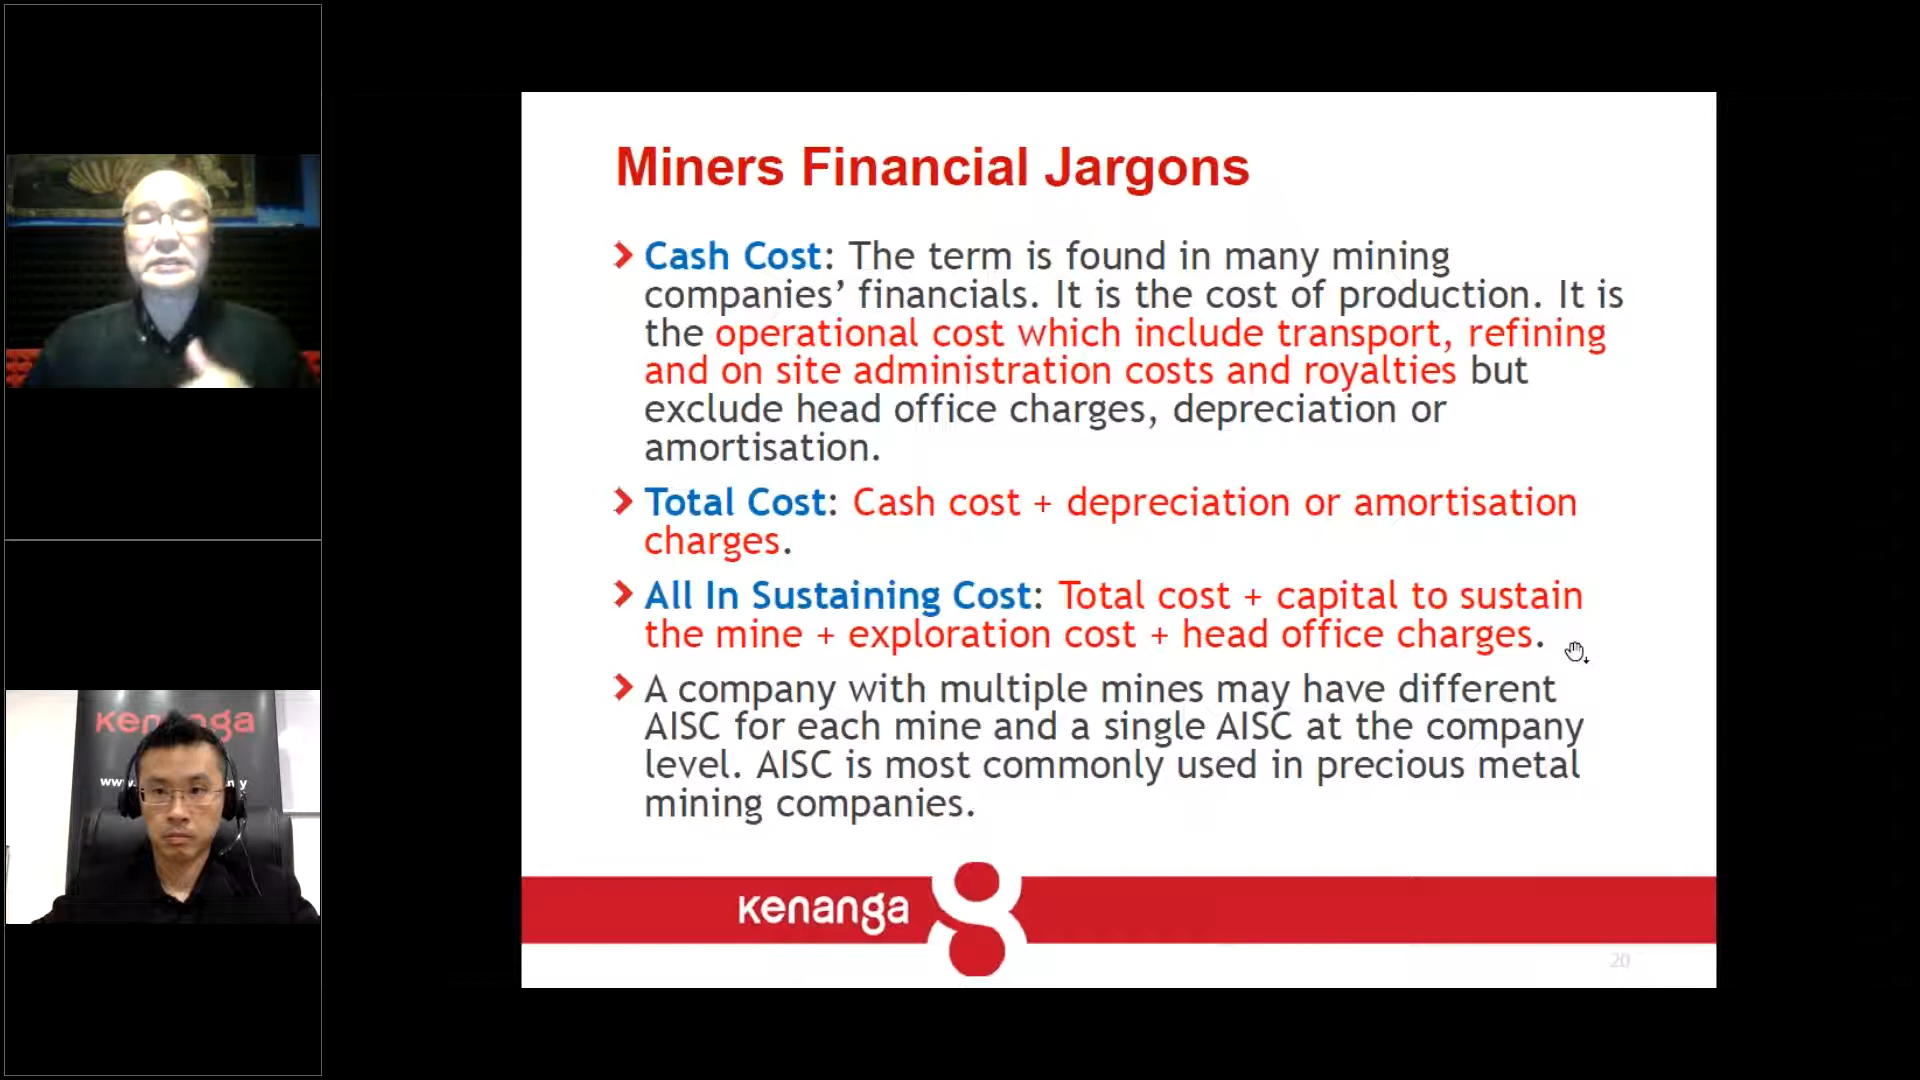 Miners Financial Jargons
Cash Cost: The term is found in many mining
companies’ financials. It is the cost of production. It is
the operational cost which include transport, refining
and on site administration costs and royalties but
exclude head office charges, depreciation or
amortisation.
Total Cost: Cash cost + depreciation or amortisation
charges.
All In Sustaining Cost: Total cost + capital to sustain
the mine + exploration cost + head office charges.
A company with multiple mines may have different
AISC for each mine and a single AISC at the company
level. AISC is most commonly used in precious metal
mining companies.
kenanga
20
kenanga
www.